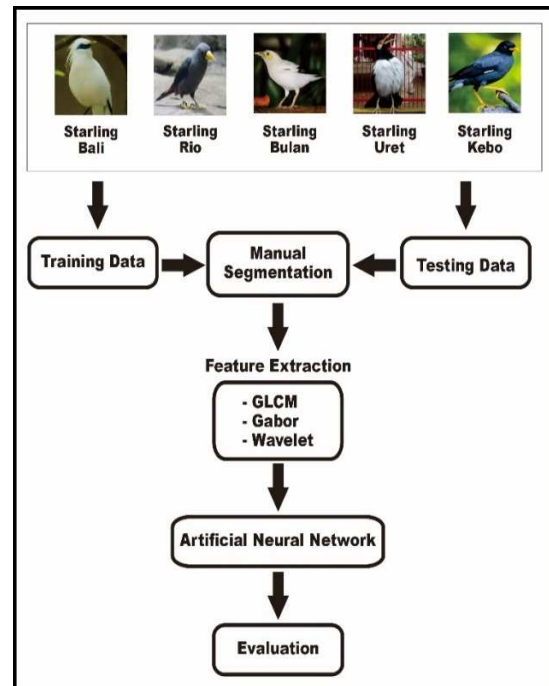 Starling
Bali
Starling
Rio
Starling
Bulan
Starling
Uret
Starling
Kebo
Training Data
Manual
Segmentation
Testing Data
Feature Extraction
- GLCM
- Gabor
- Wavelet
Artificial Neural Network
Evaluation